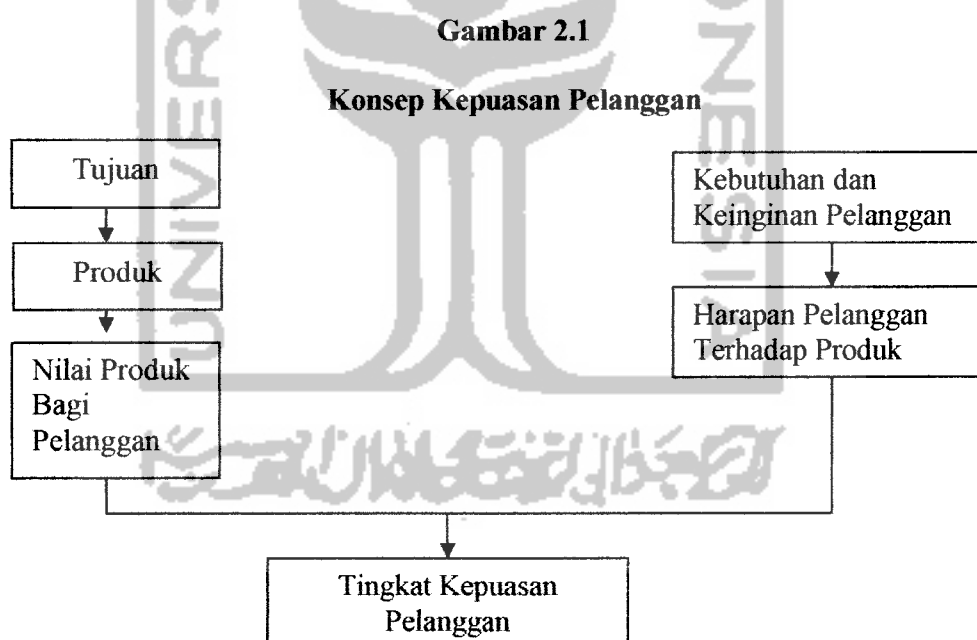 Gambar 2.1
Konsep Kepuasan Pelanggan
Tujuan
Produk
Nilai Produk
Bagi
Pelanggan
Kebutuhan dan
Keinginan Pelanggan
Harapan Pelanggan
Terhadap Produk
Tingkat Kepuasan
Pelanggan